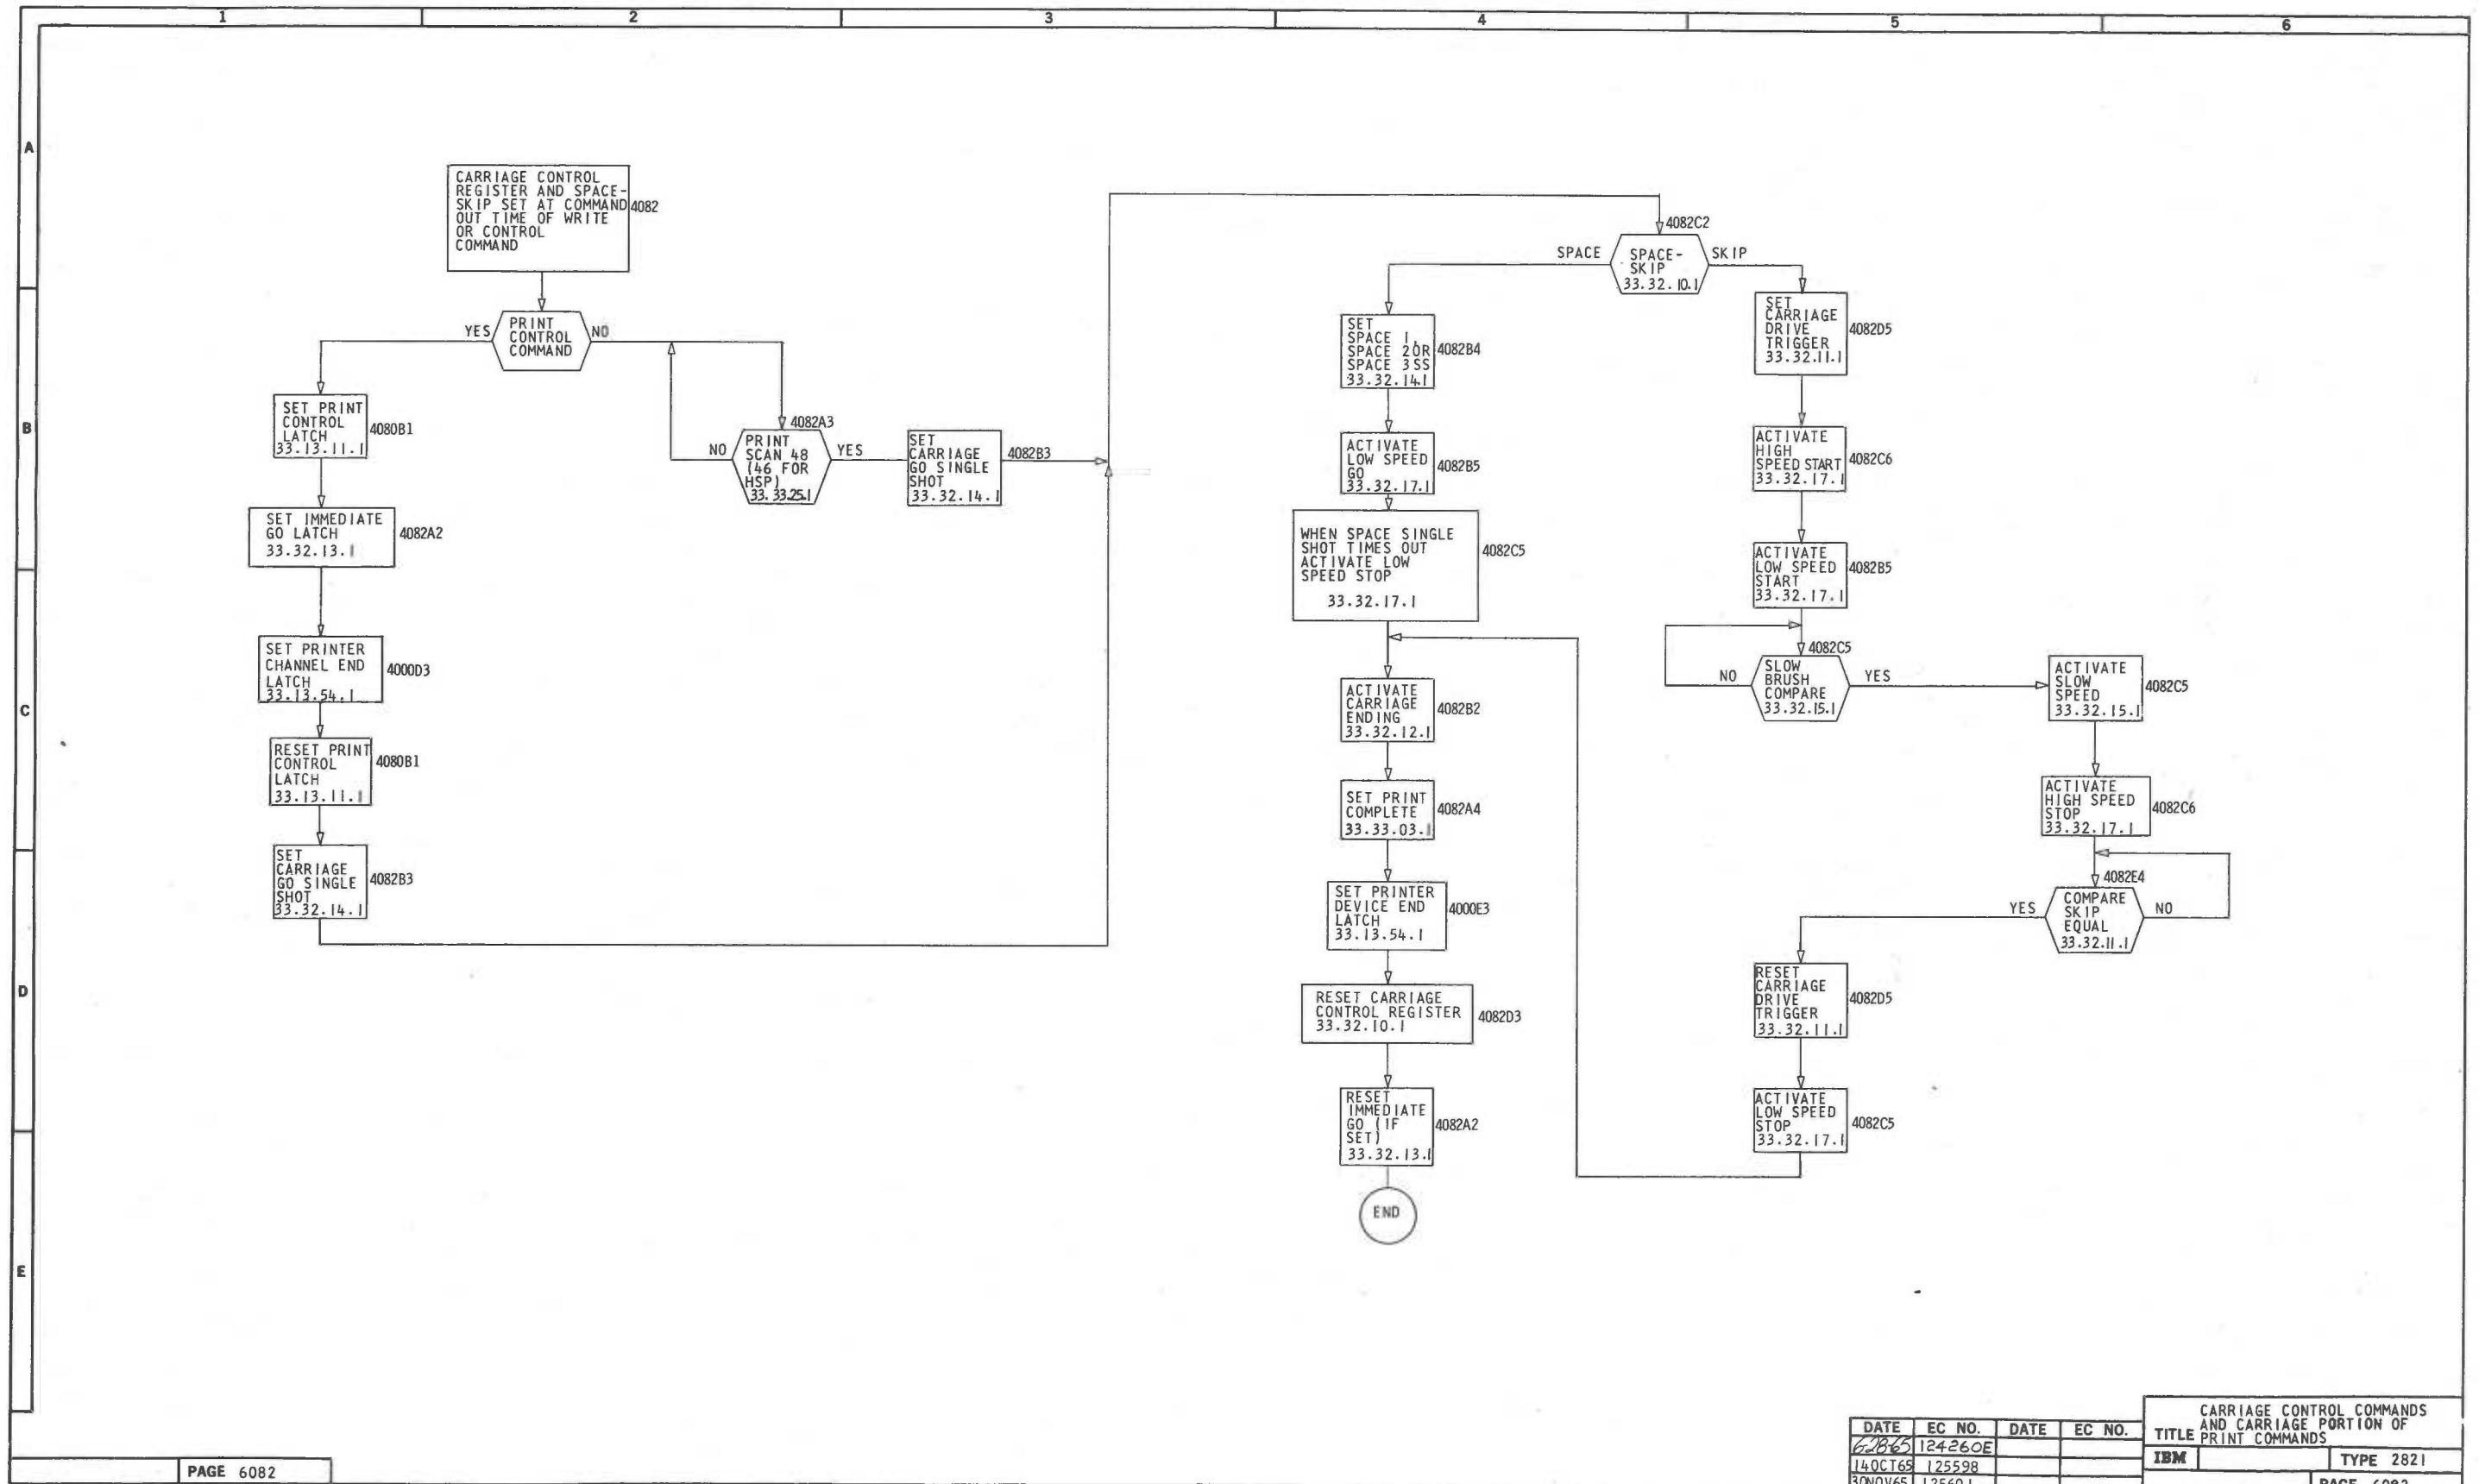 1
2
3
4
5
6
A
B
C
D
E
CARRIAGE CONTROL
REGISTER AND SPACE-
SKIP SET AT COMMAND
OUT TIME OF WRITE
OR CONTROL
COMMAND
4082
YES
PRINT
CONTROL
COMMAND
NO
SET PRINT
CONTROL
LATCH
33.13.11.1
4080B1
SET IMMEDIATE
GO LATCH
33.32.13.1
4082A2
SET PRINTER
CHANNEL END
LATCH
33.13.54.1
4000D3
RESET PRINT
CONTROL
LATCH
33.13.11.1
4080B1
SET
CARRIAGE
GO SINGLE
SHOT
33.32.14.1
4082B3
4082A3
NO
PRINT
SCAN 48
(46 FOR
HSP)
33.33.25.1
YES
SET
CARRIAGE
GO SINGLE
SHOT
33.32.14.1
4082B3
4082C2
SPACE
SPACE-
SKIP
33.32.10.1
SKIP
SET
SPACE 1,
SPACE 2OR
SPACE 3SS
33.32.14.1
4082B4
ACTIVATE
LOW SPEED
GO
33.32.17.1
4082B5
WHEN SPACE SINGLE
SHOT TIMES OUT
ACTIVATE LOW
SPEED STOP
33.32.17.1
4082C5
ACTIVATE
CARRIAGE
ENDING
33.32.12.1
4082B2
SET PRINT
COMPLETE
33.33.03.1
4082A4
SET PRINTER
DEVICE END
LATCH
33.13.54.1
4000E3
RESET CARRIAGE
CONTROL REGISTER
33.32.10.1
4082D3
RESET
IMMEDIATE
GO (IF
SET)
33.32.13.1
4082A2
END
SET
CARRIAGE
DRIVE
TRIGGER
33.32.11.1
4082D5
ACTIVATE
HIGH
SPEED START
33.32.17.1
4082C6
ACTIVATE
LOW SPEED
START
33.32.17.1
4082B5
4082C5
NO
SLOW
BRUSH
COMPARE
33.32.15.1
YES
ACTIVATE
SLOW
SPEED
33.32.15.1
4082C5
ACTIVATE
HIGH SPEED
STOP
33.32.17.1
4082C6
4082E4
YES
COMPARE
SKIP
EQUAL
33.32.11.1
NO
RESET
CARRIAGE
DRIVE
TRIGGER
33.32.11.1
4082D5
ACTIVATE
LOW SPEED
STOP
33.32.17.1
4082C5
PAGE 6082
DATE EC NO. DATE EC NO.
6-28-65 124260E
14OCT65 125598
30NOV65 125601
TITLE CARRIAGE CONTROL COMMANDS
AND CARRIAGE PORTION OF
PRINT COMMANDS
IBM TYPE 2821
PAGE 6082